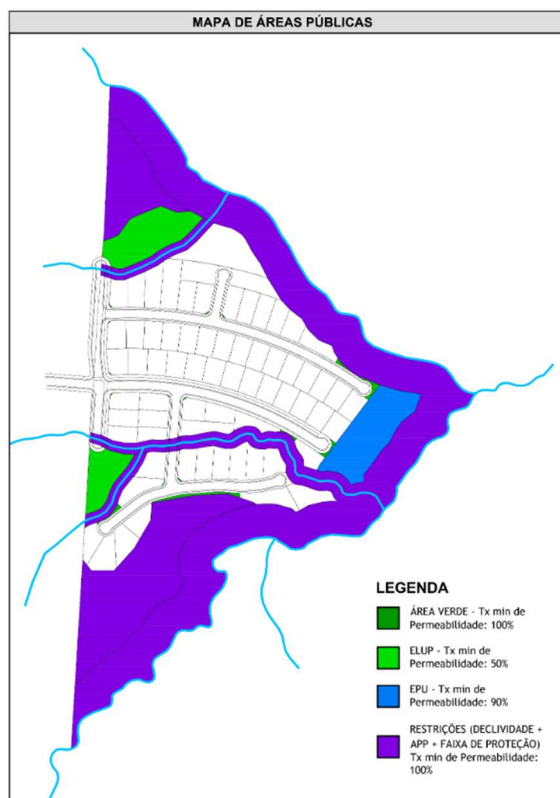 MAPA DE ÁREAS PÚBLICAS
LEGENDA
ÁREA VERDE - Tx min de
Permeabilidade: 100%
ELUP - Tx min de
Permeabilidade: 50%
EPU - Tx min de
Permeabilidade: 90%
RESTRIÇÕES (DECLIVIDADE +
APP + FAIXA DE PROTEÇÃO)
Tx min de Permeabilidade:
100%